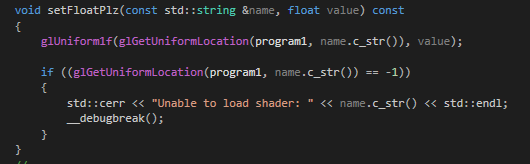 void setFloatPlz(const std::string &name, float value) const
{
glUniform1f(glGetUniformLocation(program1, name.c_str()), value);
if ((glGetUniformLocation(program1, name.c_str()) == -1))
{
std::cerr << "Unable to load shader: " << name.c_str() << std::endl;
__debugbreak();
}
}